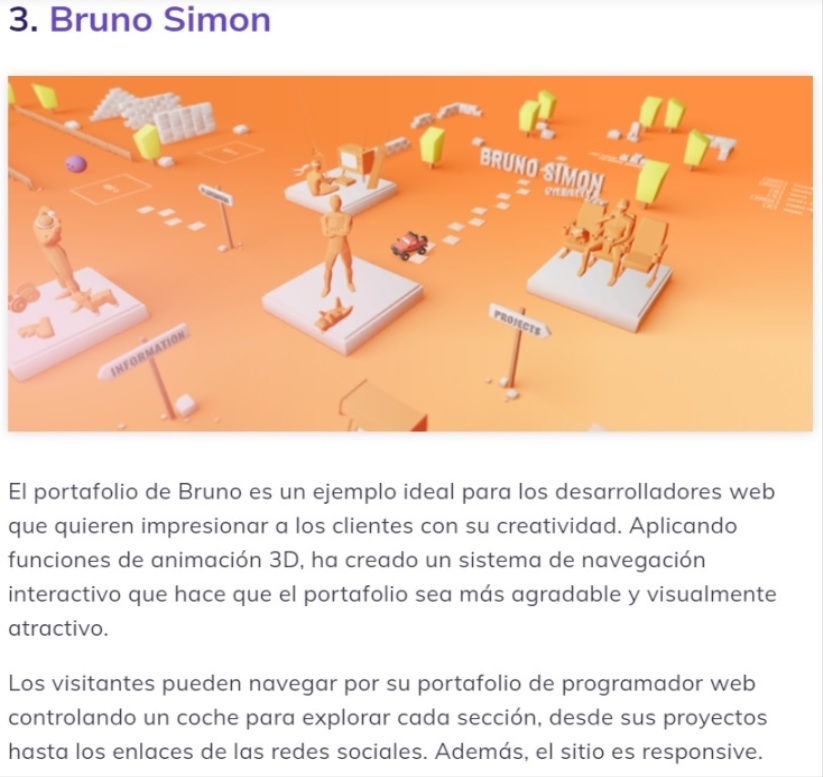 3. Bruno Simon
BRUNO SIMON
PROJECTS
INFORMATION
El portafolio de Bruno es un ejemplo ideal para los desarrolladores web
que quieren impresionar a los clientes con su creatividad. Aplicando
funciones de animación 3D, ha creado un sistema de navegación
interactivo que hace que el portafolio sea más agradable y visualmente
atractivo.
Los visitantes pueden navegar por su portafolio de programador web
controlando un coche para explorar cada sección, desde sus proyectos
hasta los enlaces de las redes sociales. Además, el sitio es responsive.